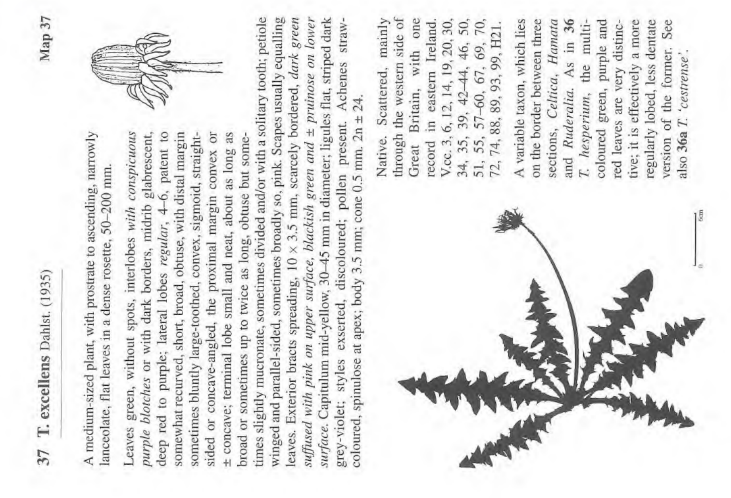 37 T. excellens Dahlst. (1935) Map 37
A medium-sized plant, with prostrate to ascending, narrowly
lanceolate, flat leaves in a dense rosette, 50–200 mm.
Leaves green, without spots, interlobes with conspicuous
purple blotches or with dark borders, midrib glabrescent,
deep red to purple; lateral lobes regular, 4–6, patent to
somewhat recurved, short, broad, obtuse, with distal margin
sometimes bluntly large-toothed, convex, sigmoid, straight-
sided or concave-angled, the proximal margin convex or
± concave; terminal lobe small and neat, about as long as
broad or sometimes up to twice as long, obtuse but some-
times slightly mucronate, sometimes divided and/or with a solitary tooth; petiole
winged and parallel-sided, sometimes broadly so, pink. Scapes usually equalling
leaves. Exterior bracts spreading, 10 × 3.5 mm, scarcely bordered, dark green
suffused with pink on upper surface, blackish green and ± pruinose on lower
surface. Capitulum mid-yellow, 30–45 mm in diameter; ligules flat, striped dark
grey-violet; styles exserted, discoloured; pollen present. Achenes straw-
coloured, spinulose at apex; body 3.5 mm; cone 0.5 mm. 2n ± 24.
Native. Scattered, mainly
through the western side of
Great Britain, with one
record in eastern Ireland.
V.cc. 3, 6, 12, 14, 19, 20, 30,
34, 35, 39, 42–44, 46, 50,
51, 55, 57–60, 67, 69, 70,
72, 74, 88, 89, 93, 99, H21.
A variable taxon, which lies
on the border between three
sections, Celtica, Hamata
and Ruderalia. As in 36
T. hesperium, the multi-
coloured green, purple and
red leaves are very distinc-
tive; it is effectively a more
regularly lobed, less dentate
version of the former. See
also 36a T. 'cestrense'.